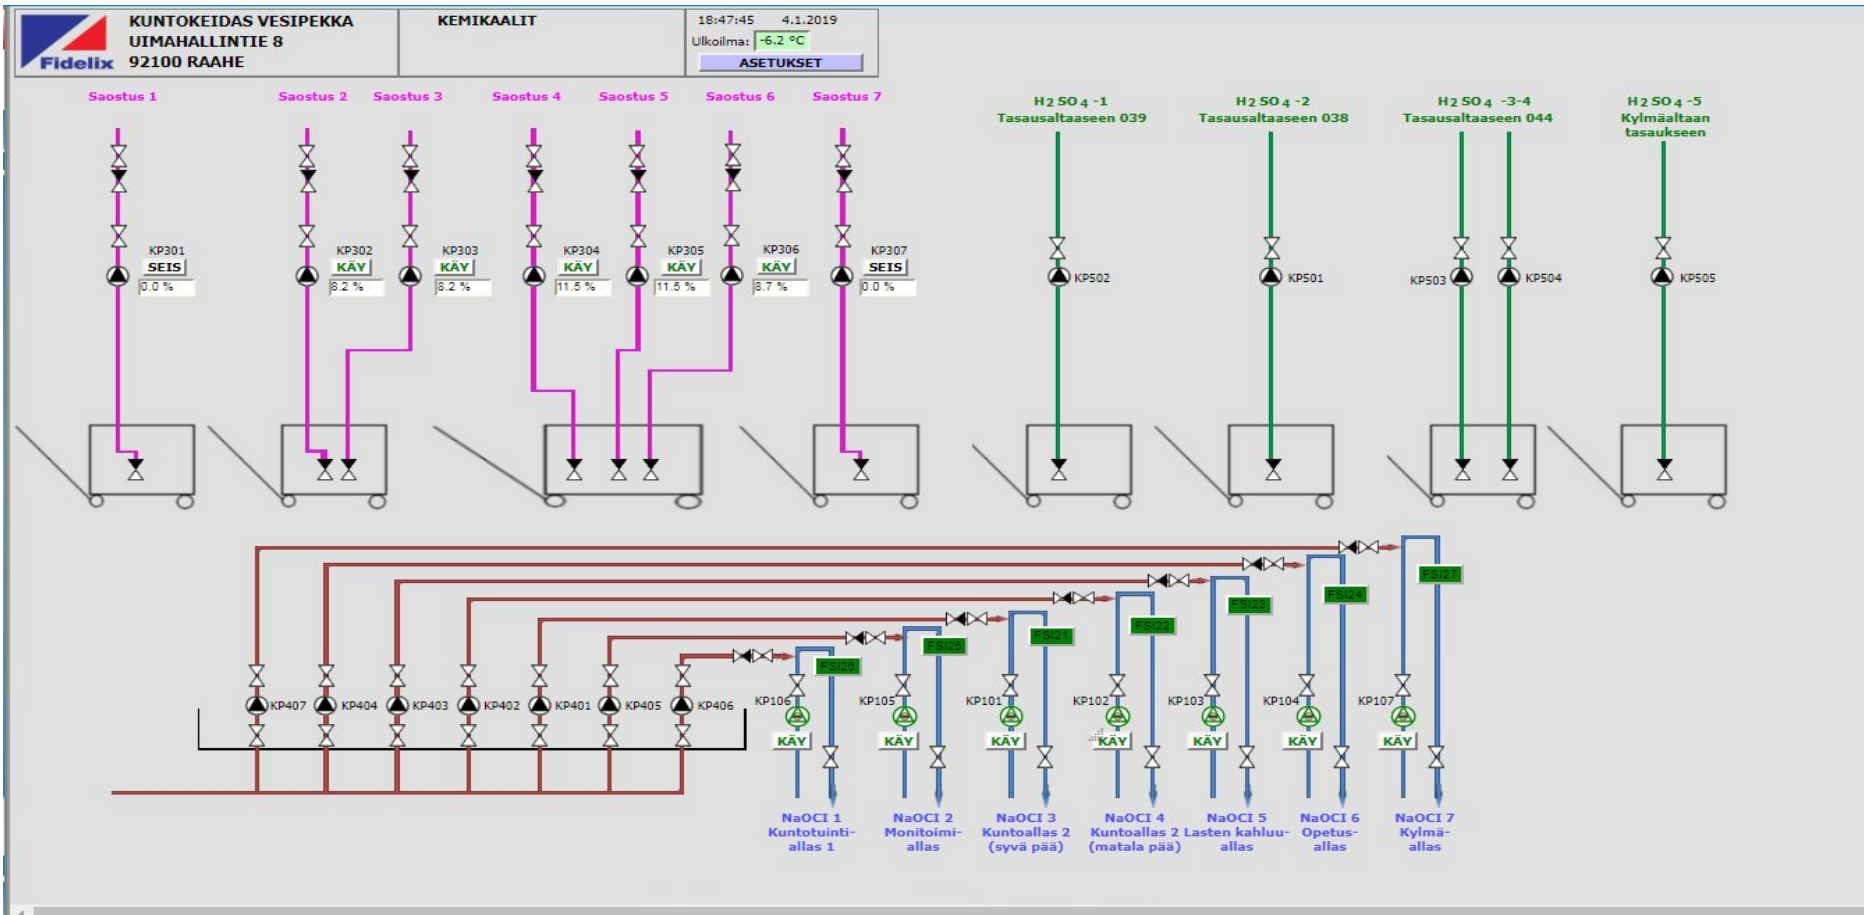 KUNTOKEIDAS VESIPEKKA
UIMAHALLINTIE 8
92100 RAAHE
Fidelix
KEMIKAALIT
18:47:45 4.1.2019
Ulkoilma: -6.2 °C
ASETUKSET
Saostus 1 Saostus 2 Saostus 3 Saostus 4 Saostus 5 Saostus 6 Saostus 7
H2 SO4 -1
Tasausaltaaseen 039
H2 SO4 -2
Tasausaltaaseen 038
H2 SO4 -3-4
Tasausaltaaseen 044
H2 SO4 -5
Kylmäaltaan
tasaukseen
KP301
SEIS
0.0 %
KP302
KÄY
8.2 %
KP303
KÄY
8.2 %
KP304
KÄY
11.5 %
KP305
KÄY
11.5 %
KP306
KÄY
8.7 %
KP307
SEIS
0.0 %
KP502
KP501
KP503
KP504
KP505
FSI27
FSI24
FSI23
FSI22
FSI21
FSI25
FSI26
KP407 KP404 KP403 KP402 KP401 KP405 KP406
KP106
KÄY
KP105
KÄY
KP101
KÄY
KP102
KÄY
KP103
KÄY
KP104
KÄY
KP107
KÄY
NaOCI 1
Kuntotuinti-
allas 1
NaOCI 2
Monitoimi-
allas
NaOCI 3
Kuntoallas 2
(syvä pää)
NaOCI 4
Kuntoallas 2
(matala pää)
NaOCI 5
Lasten kahluu-
allas
NaOCI 6
Opetus-
allas
NaOCI 7
Kylmä-
allas